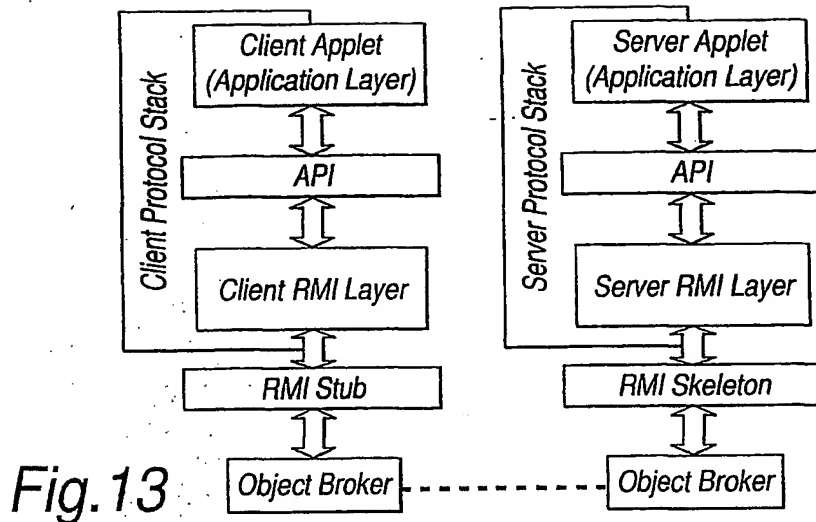 Client Protocol Stack
Client Applet
(Application Layer)
API
Client RMI Layer
RMI Stub
Object Broker
Server Protocol Stack
Server Applet
(Application Layer)
API
Server RMI Layer
RMI Skeleton
Object Broker
Fig.13